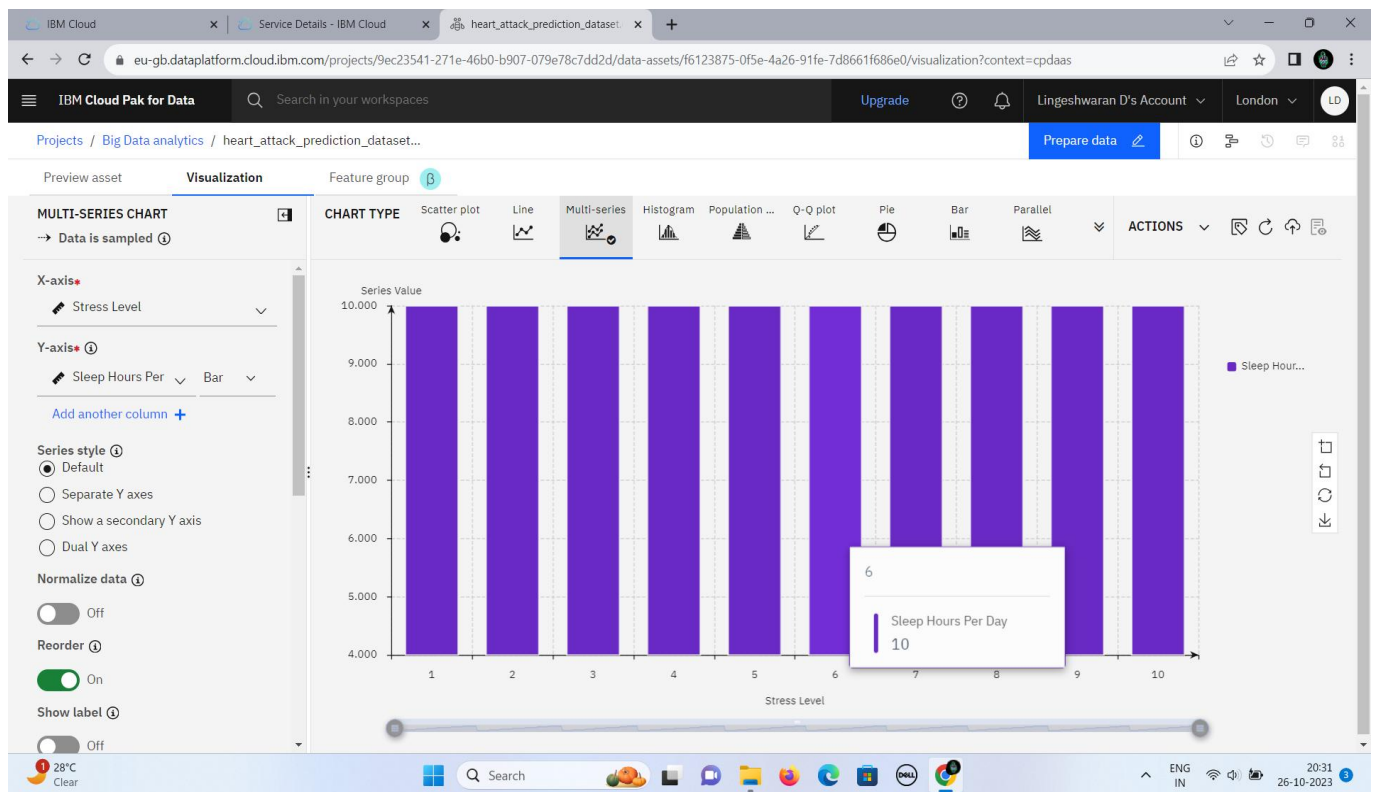 IBM Cloud
Service Details - IBM Cloud
heart_attack_prediction_dataset.
eu-gb.dataplatform.cloud.ibm.com/projects/9ec23541-271e-46b0-b907-079e78c7dd2d/data-assets/f6123875-0f5e-4a26-91fe-7d8661f686e0/visualization?context=cpdaas
IBM Cloud Pak for Data
Search in your workspaces
Upgrade
Lingeshwaran D's Account
London
LD
Projects / Big Data analytics / heart_attack_prediction_dataset...
Prepare data
Preview asset
Visualization
Feature group β
MULTI-SERIES CHART
Data is sampled
CHART TYPE
Scatter plot
Line
Multi-series
Histogram
Population ...
Q-Q plot
Pie
Bar
Parallel
ACTIONS
X-axis*
Stress Level
Y-axis*
Sleep Hours Per
Bar
Add another column +
Series style
Default
Separate Y axes
Show a secondary Y axis
Dual Y axes
Normalize data
Off
Reorder
On
Show label
Off
Series Value
10.000
9.000
8.000
7.000
6.000
5.000
4.000
1 2 3 4 5 6 7 8 9 10
Stress Level
Sleep Hour...
6
Sleep Hours Per Day
10
1
28°C
Clear
Search
DELL
ENG
IN
20:31
26-10-2023
3